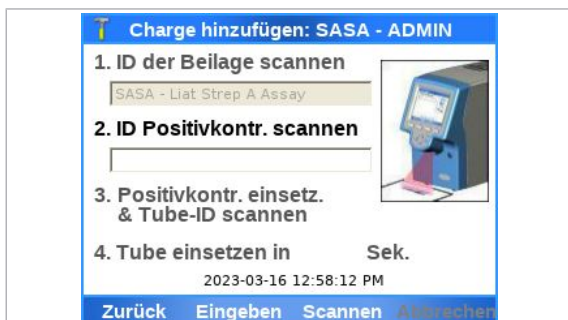 Charge hinzufügen: SASA - ADMIN
1. ID der Beilage scannen
SASA - Liat Strep A Assay
2. ID Positivkontr. scannen
3. Positivkontr. einsetz.
& Tube-ID scannen
4. Tube einsetzen in Sek.
2023-03-16 12:58:12 PM
Zurück Eingeben Scannen Abbrechen